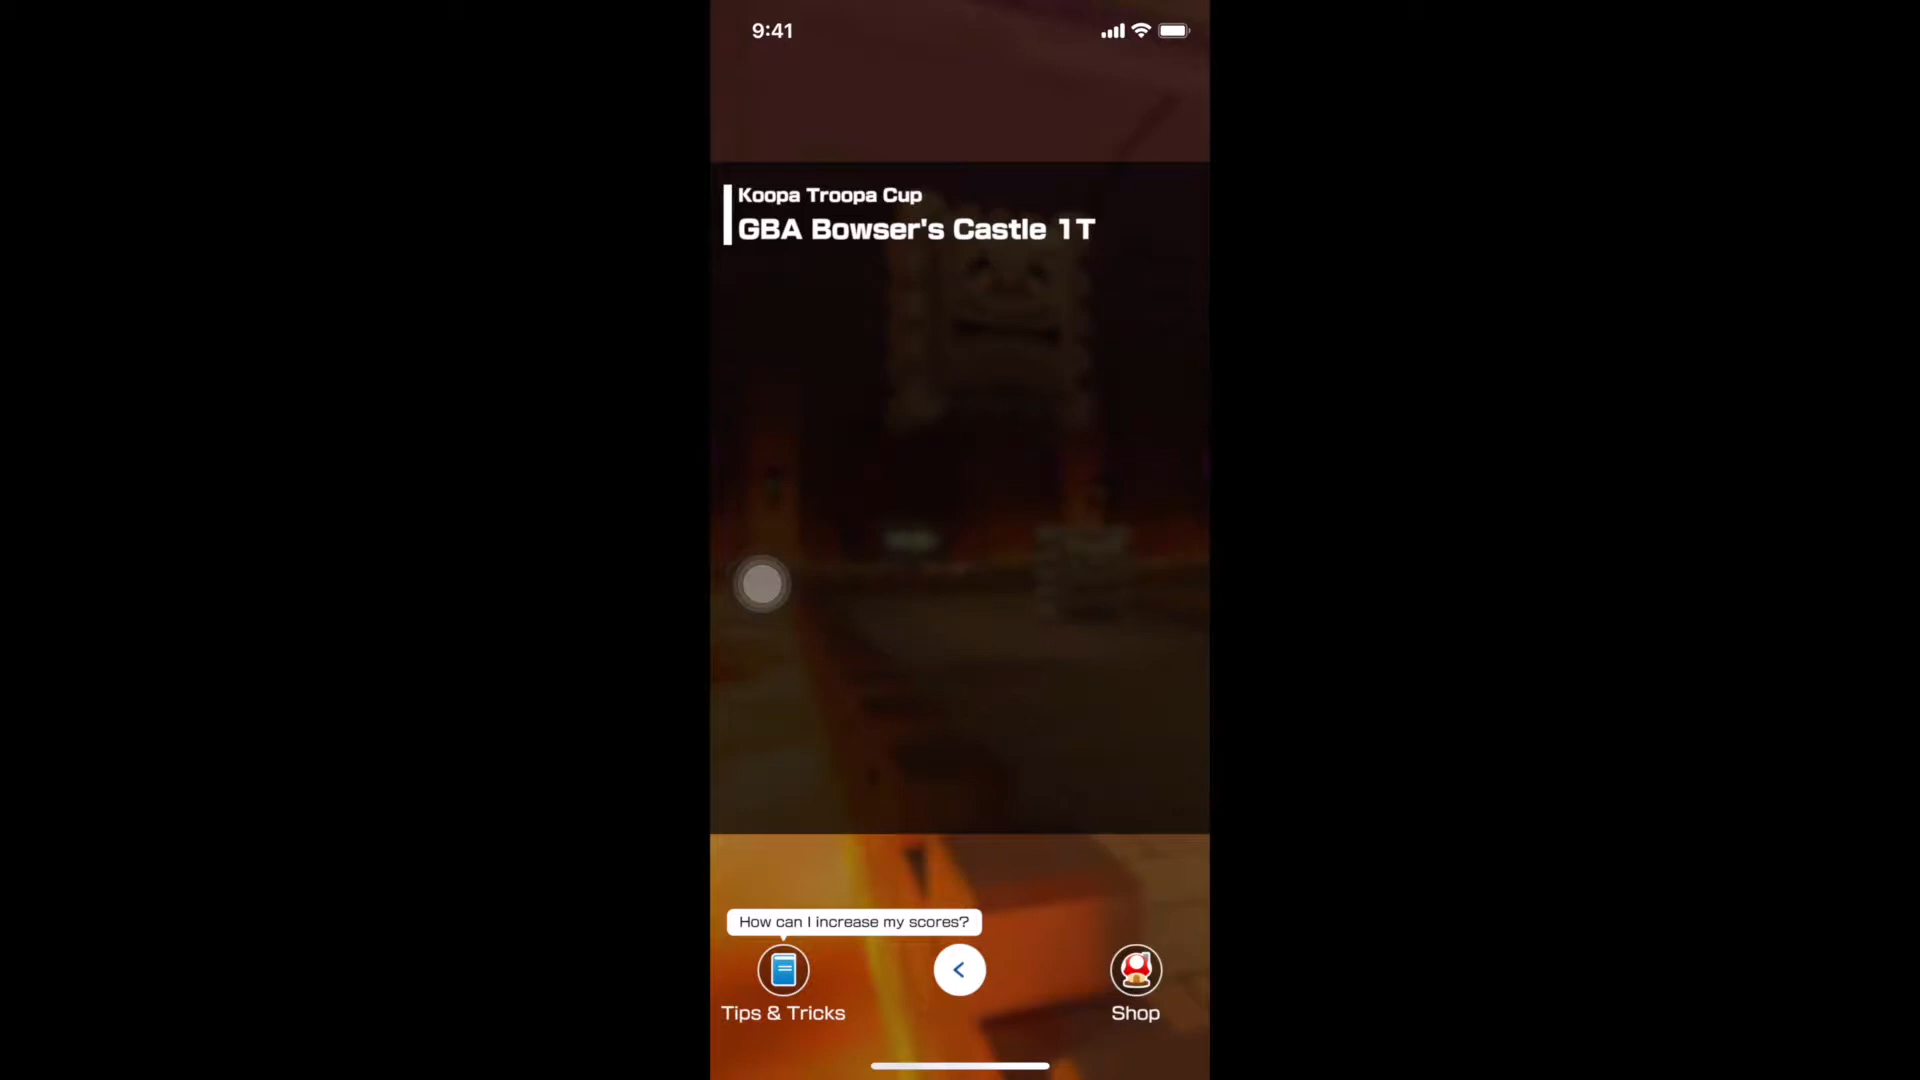 9:41
Koopa Troopa Cup
GBA Bowser's Castle 1T
How can I increase my scores?
Tips & Tricks
Shop